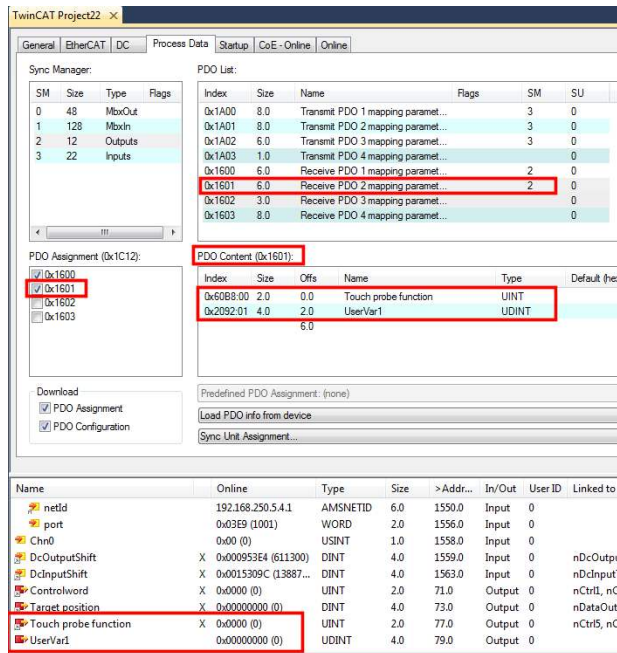 TwinCAT Project22
General EtherCAT DC Process Data Startup CoE - Online Online
Sync Manager:
SM Size Type Flags
0 48 MbxOut
1 128 MbxIn
2 12 Outputs
3 22 Inputs
PDO List:
Index Size Name Flags SM SU
0x1A00 8.0 Transmit PDO 1 mapping paramet... 3 0
0x1A01 8.0 Transmit PDO 2 mapping paramet... 3 0
0x1A02 6.0 Transmit PDO 3 mapping paramet... 3 0
0x1A03 1.0 Transmit PDO 4 mapping paramet... 0
0x1600 6.0 Receive PDO 1 mapping paramet... 2 0
0x1601 6.0 Receive PDO 2 mapping paramet... 2 0
0x1602 3.0 Receive PDO 3 mapping paramet... 0
0x1603 8.0 Receive PDO 4 mapping paramet... 0
PDO Assignment (0x1C12):
0x1600
0x1601
0x1602
0x1603
PDO Content (0x1601):
Index Size Offs Name Type Default (hex
0x60B8:00 2.0 0.0 Touch probe function UINT
0x2092:01 4.0 2.0 UserVar1 UDINT
6.0
Download
PDO Assignment
PDO Configuration
Predefined PDO Assignment: (none)
Load PDO info from device
Sync Unit Assignment...
Name Online Type Size >Addr... In/Out User ID Linked to
netId 192.168.250.5.4.1 AMSNETID 6.0 1550.0 Input 0
port 0x03E9 (1001) WORD 2.0 1556.0 Input 0
Chn0 0x00 (0) USINT 1.0 1558.0 Input 0
DcOutputShift X 0x000953E4 (611300) DINT 4.0 1559.0 Input 0 nDcOutpu
DcInputShift X 0x0015309C (13887... DINT 4.0 1563.0 Input 0 nDcInput
Controlword X 0x0000 (0) UINT 2.0 71.0 Output 0 nCtrl1, nC
Target position X 0x00000000 (0) DINT 4.0 73.0 Output 0 nDataOut
Touch probe function X 0x0000 (0) UINT 2.0 77.0 Output 0 nCtrl5, nC
UserVar1 0x00000000 (0) UDINT 4.0 79.0 Output 0